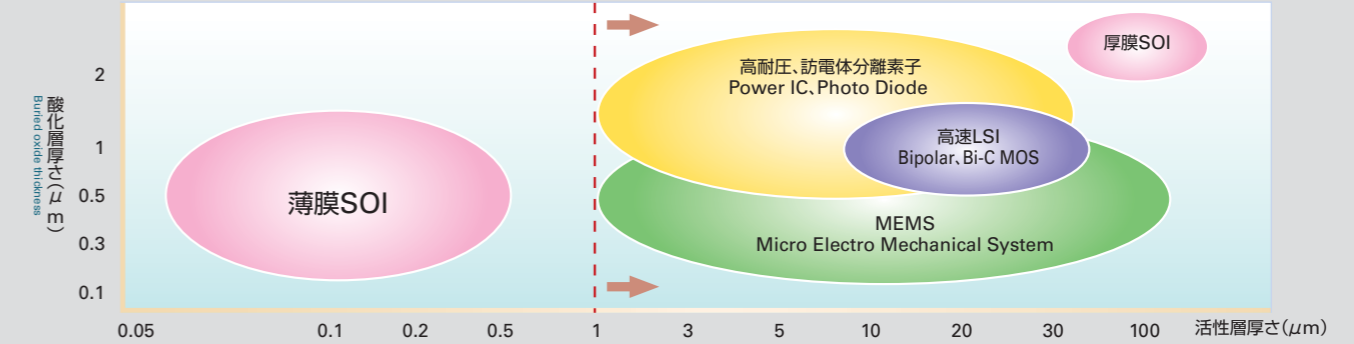 厚膜SOI
高耐圧、訪電体分離素子
Power IC、Photo Diode
2
酸化層厚さ(μm)
Buried oxide thickness
高速LSI
Bipolar、Bi-C MOS
1
薄膜SOI
0.5
MEMS
Micro Electro Mechanical System
0.3
0.1
0.05 0.1 0.2 0.5 1 3 5 10 20 30 100 活性層厚さ(μm)